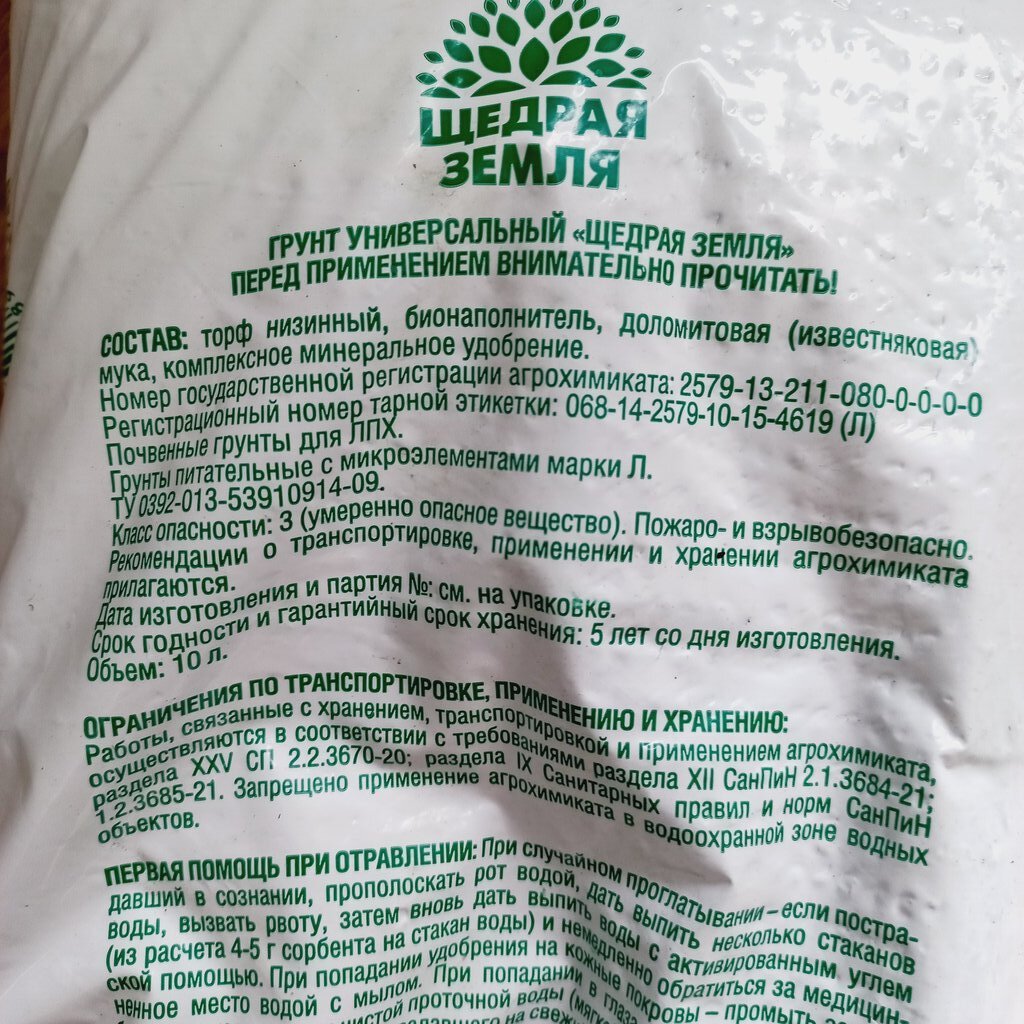 ЩЕДРАЯ
ЗЕМЛЯ
ГРУНТ УНИВЕРСАЛЬНЫЙ «ЩЕДРАЯ ЗЕМЛЯ»
ПЕРЕД ПРИМЕНЕНИЕМ ВНИМАТЕЛЬНО ПРОЧИТАТЬ!
СОСТАВ: торф низинный, бионаполнитель, доломитовая (известняковая)
мука, комплексное минеральное удобрение.
Номер государственной регистрации агрохимиката: 2579-13-211-080-0-0-0-0
Регистрационный номер тарной этикетки: 068-14-2579-10-15-4619 (Л)
Почвенные грунты для ЛПХ.
Грунты питательные с микроэлементами марки Л.
ТУ 0392-013-53910914-09.
Класс опасности: 3 (умеренно опасное вещество). Пожаро- и взрывобезопасно.
Рекомендации о транспортировке, применении и хранении агрохимиката
прилагаются.
Дата изготовления и партия №: см. на упаковке.
Срок годности и гарантийный срок хранения: 5 лет со дня изготовления.
Объем: 10 л.
ОГРАНИЧЕНИЯ ПО ТРАНСПОРТИРОВКЕ, ПРИМЕНЕНИЮ И ХРАНЕНИЮ:
Работы, связанные с хранением, транспортировкой и применением агрохимиката,
осуществляются в соответствии с требованиями раздела XII СанПиН 2.1.3684-21;
раздела XXV СП 2.2.3670-20; раздела IX Санитарных правил и норм СанПиН
1.2.3685-21. Запрещено применение агрохимиката в водоохранной зоне водных
объектов.
ПЕРВАЯ ПОМОЩЬ ПРИ ОТРАВЛЕНИИ: При случайном проглатывании – если постра-
давший в сознании, прополоскать рот водой, дать выпить несколько стаканов
воды, вызвать рвоту, затем вновь дать выпить воды с активированным углем
(из расчета 4-5 г сорбента на стакан воды) и немедленно обратиться за медицин-
ской помощью. При попадании удобрения на кожные покровы – промыть
ненное место водой с мылом. При попадании в глаза
чистой проточной воды
на